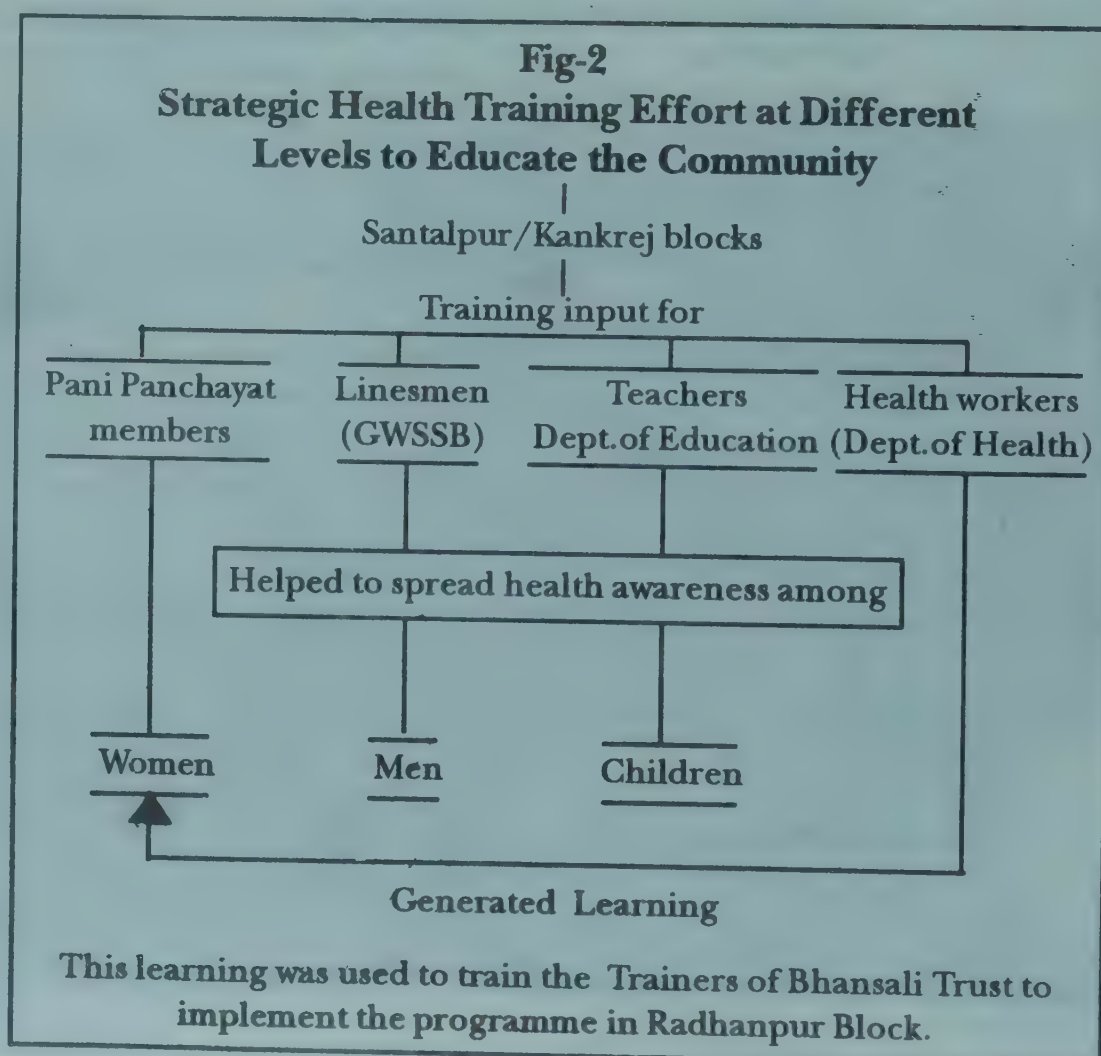 Fig-2
Strategic Health Training Effort at Different
Levels to Educate the Community
Santalpur/Kankrej blocks
Training input for
Pani Panchayat
members
Linesmen
(GWSSB)
Teachers
Dept.of Education
Health workers
(Dept.of Health)
Helped to spread health awareness among
Women
Men
Children
Generated Learning
This learning was used to train the Trainers of Bhansali Trust to
implement the programme in Radhanpur Block.